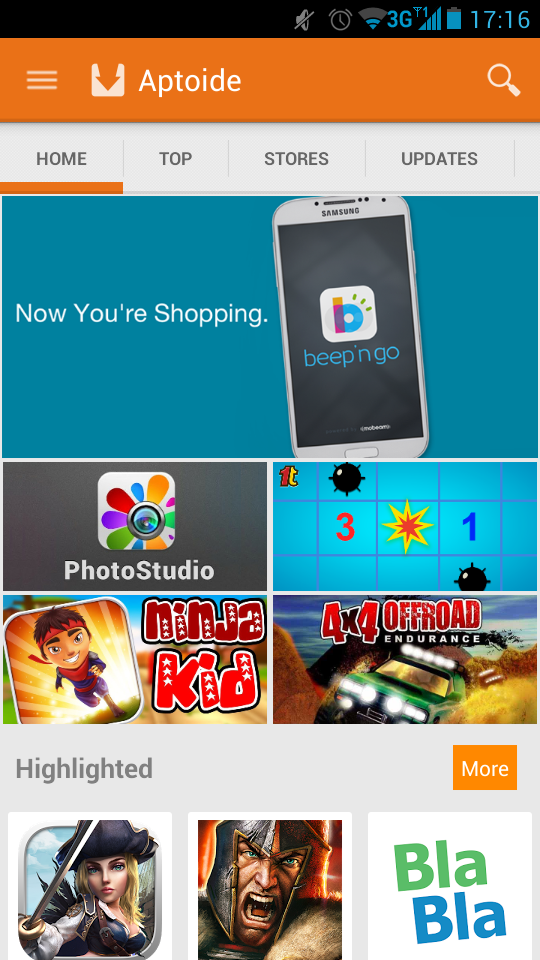 3G 1 17:16
Aptoide
HOME TOP STORES UPDATES
SAMSUNG
Now You're Shopping.
b
beep'n go
mobeam
PhotoStudio
1t
3 1
NINJA
KiD
4x4 OFFROAD
ENDURANCE
Highlighted
More
Bla
Bla